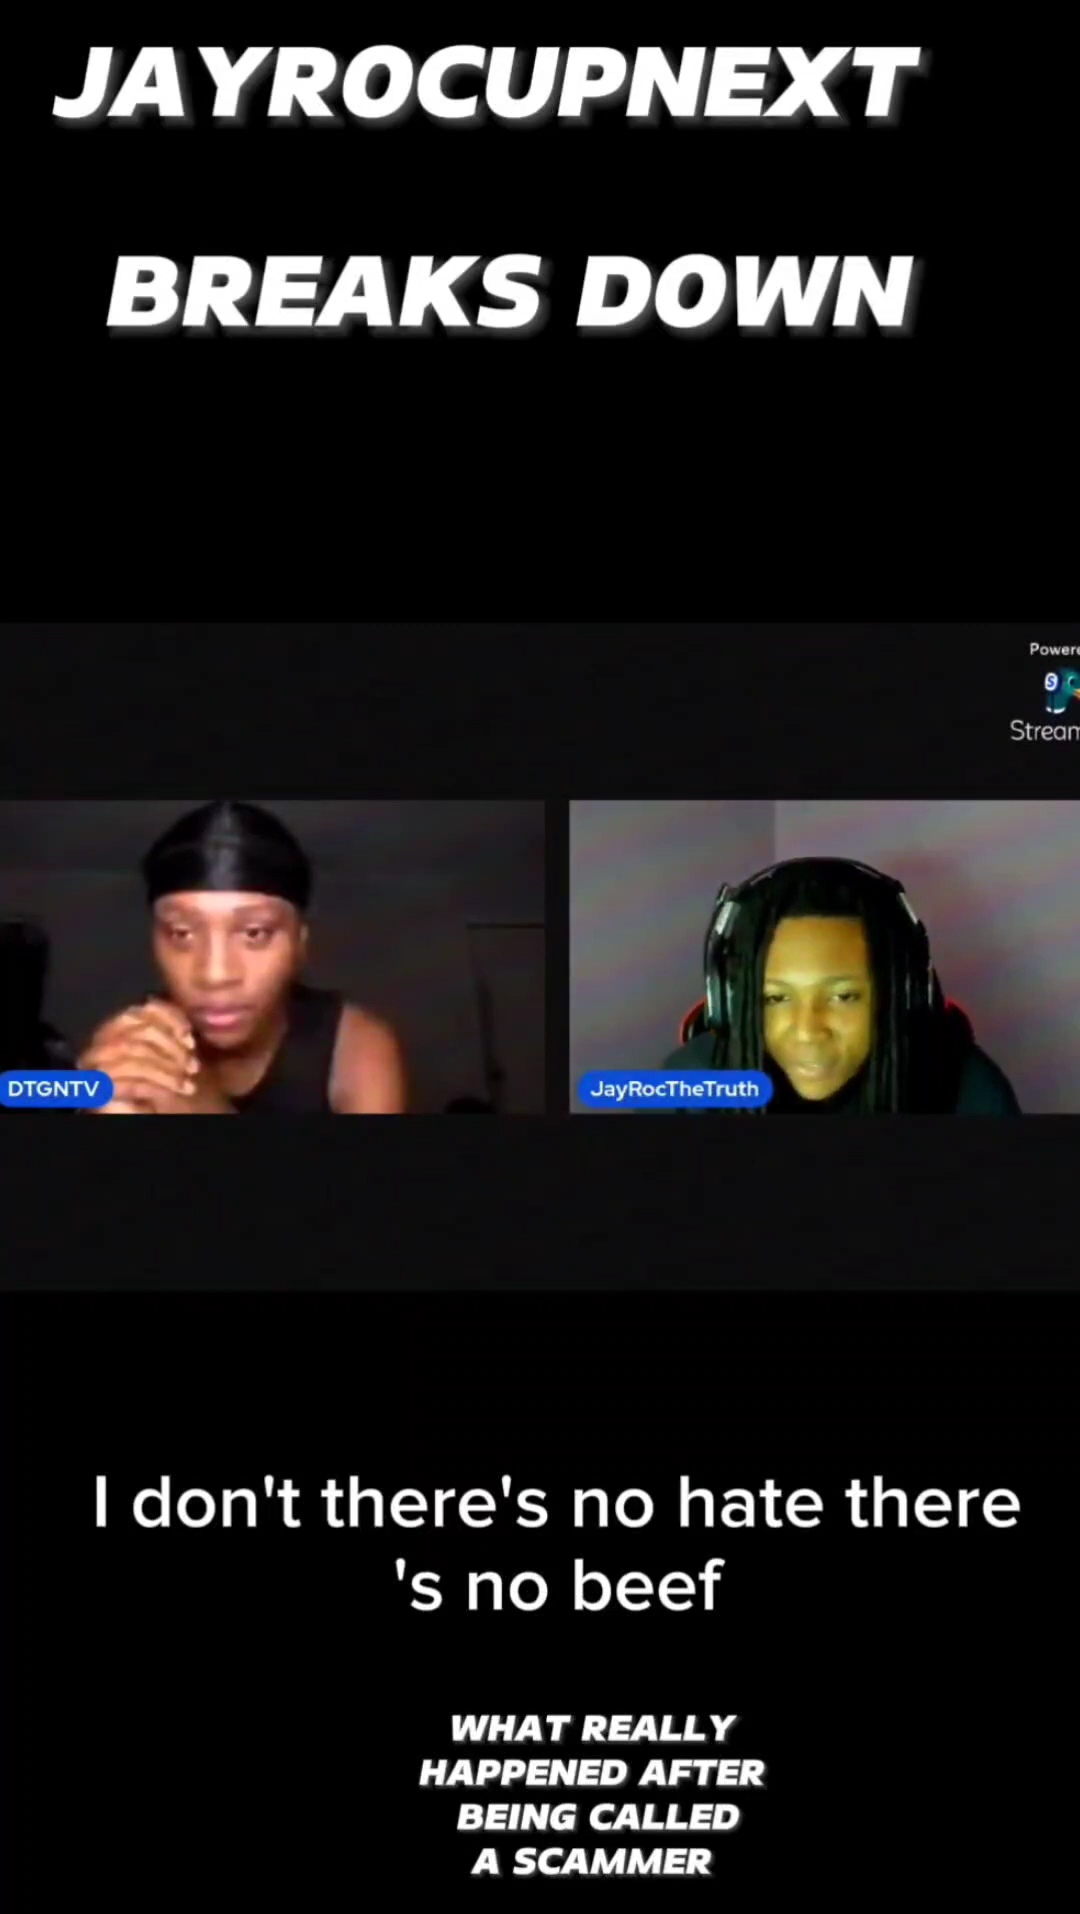 JAYROCUPNEXT
BREAKS DOWN
Powere
S
Stream
DTGNTV
JayRocTheTruth
I don't there's no hate there
's no beef
WHAT REALLY
HAPPENED AFTER
BEING CALLED
A SCAMMER